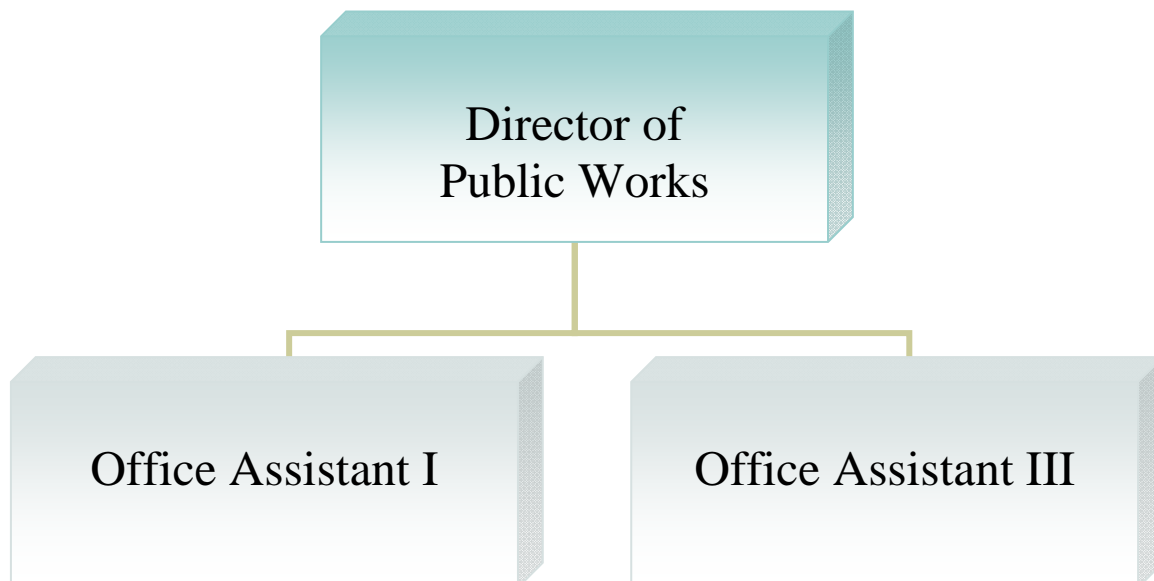 Director of
Public Works
Office Assistant I
Office Assistant III